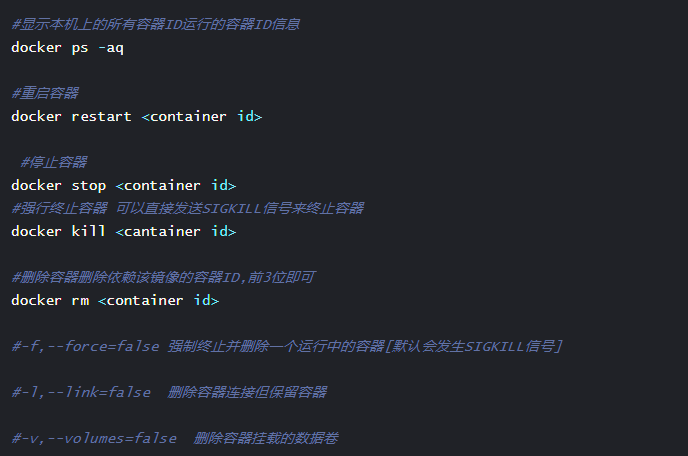 #显示本机上的所有容器ID运行的容器ID信息
docker ps -aq
#重启容器
docker restart <container id>
#停止容器
docker stop <container id>
#强行终止容器 可以直接发送SIGKILL信号来终止容器
docker kill <cantainer id>
#删除容器删除依赖该镜像的容器ID,前3位即可
docker rm <container id>
#-f,--force=false 强制终止并删除一个运行中的容器[默认会发生SIGKILL信号]
#-l,--link=false 删除容器连接但保留容器
#-v,--volumes=false 删除容器挂载的数据卷